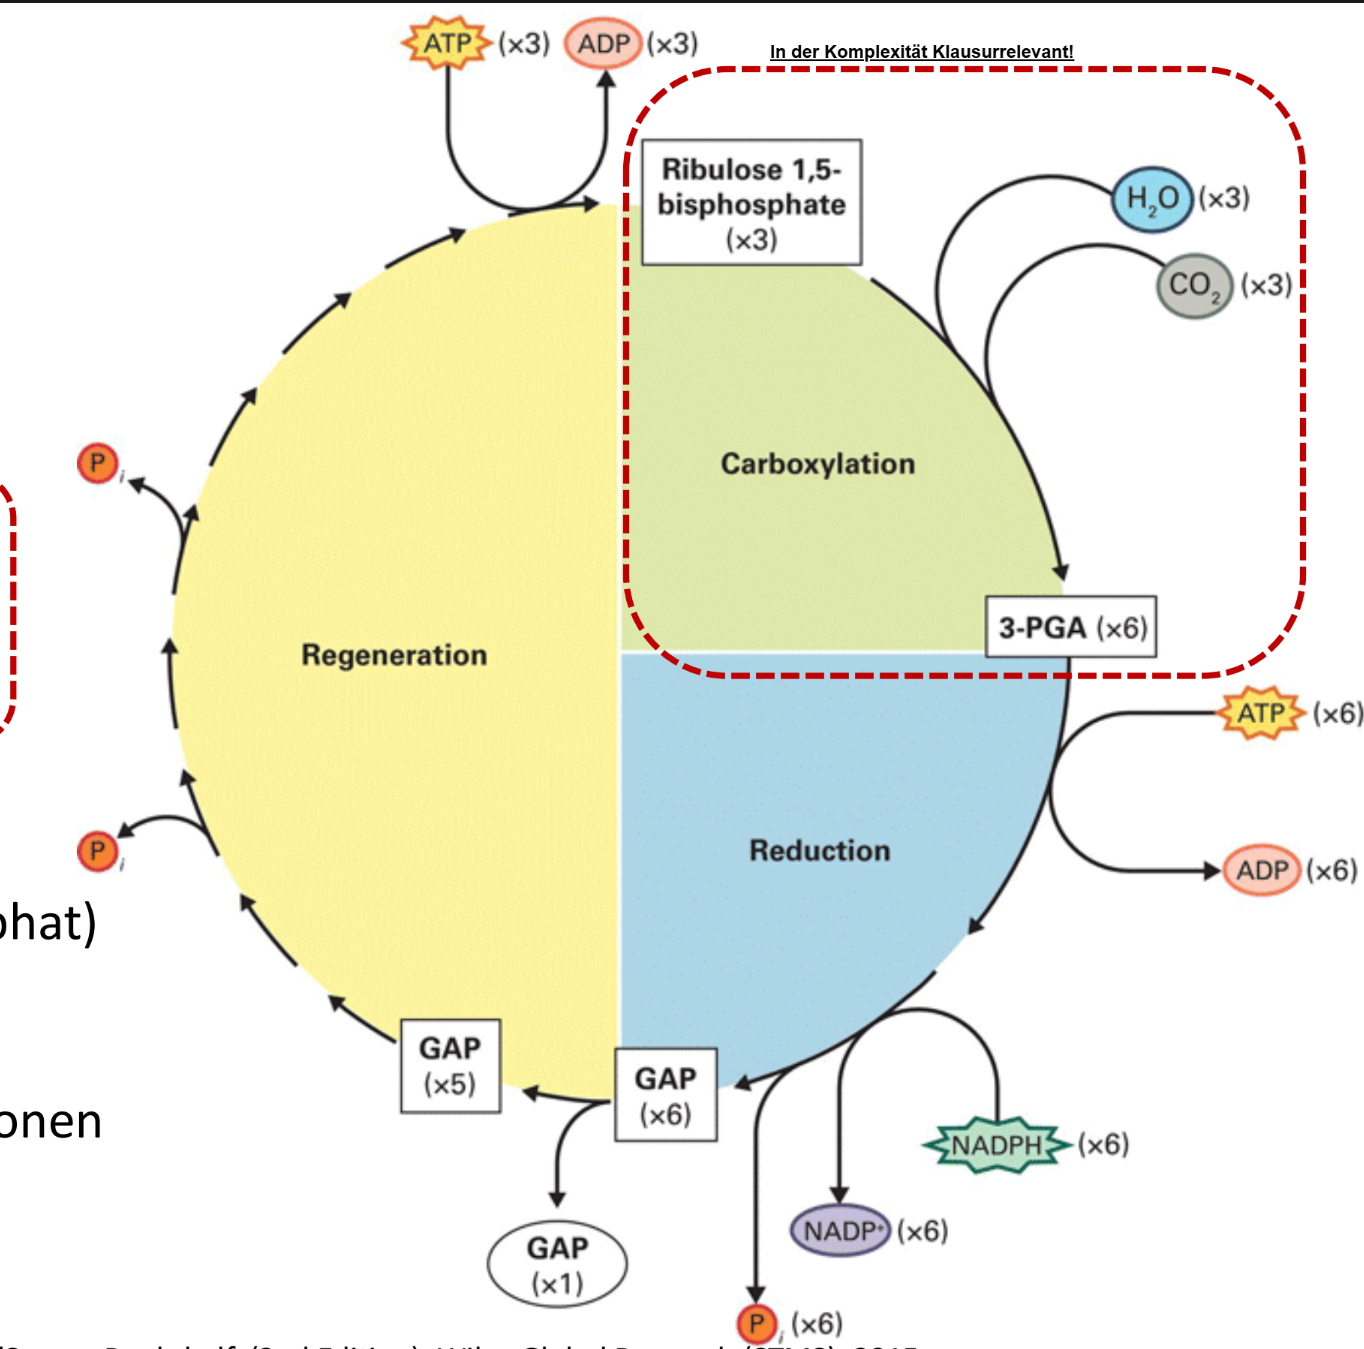 ATP (×3) ADP (×3)
In der Komplexität Klausurrelevant!
Ribulose 1,5-
bisphosphate
(×3)
H₂O (×3)
CO₂ (×3)
Carboxylation
P i
3-PGA (×6)
Regeneration
ATP (×6)
Reduction
P i
ADP (×6)
phat)
GAP
(×5)
GAP
(×6)
onen
NADPH (×6)
NADP⁺ (×6)
GAP
(×1)
P i (×6)